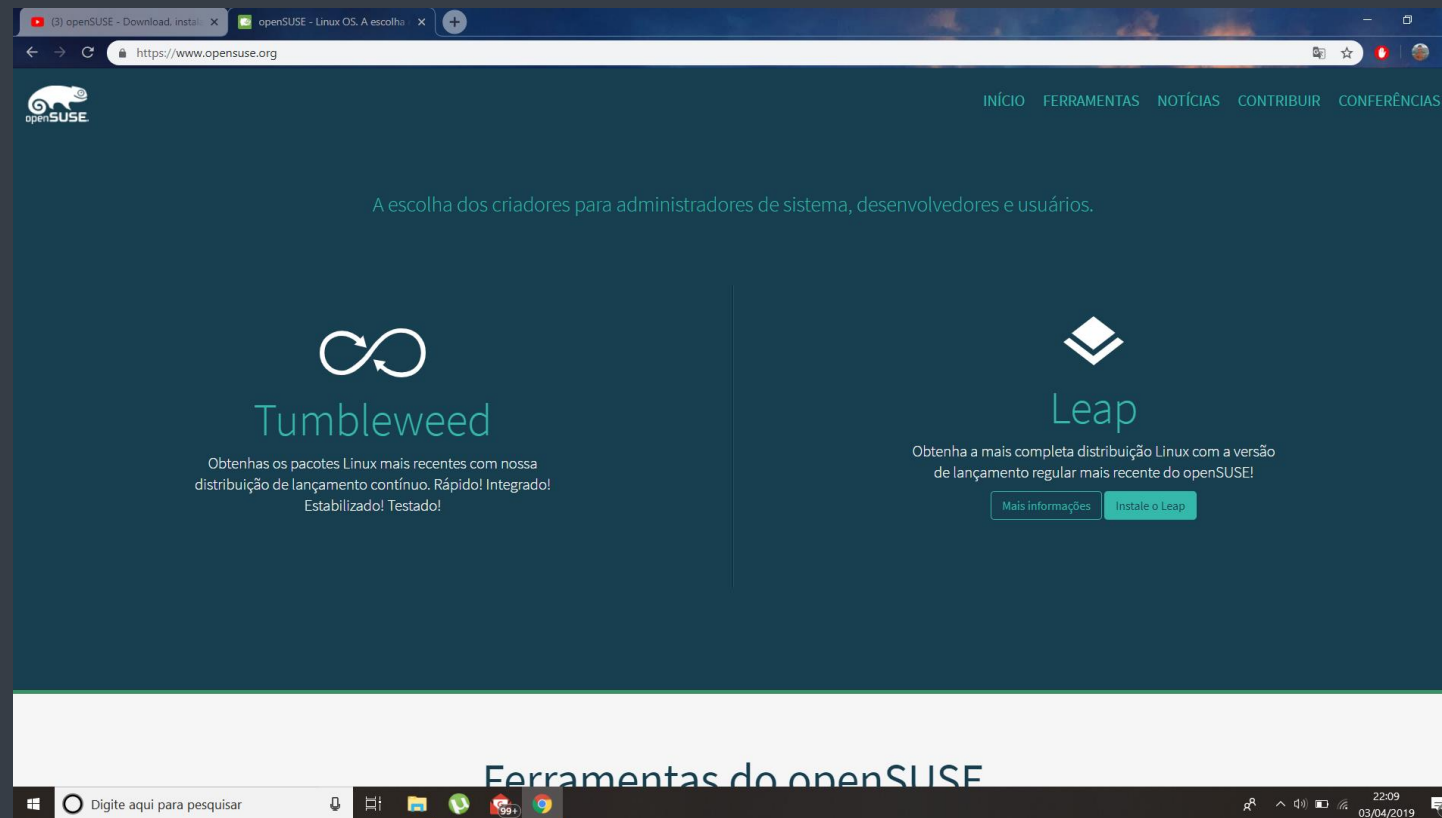 (3) openSUSE - Download, instal
openSUSE - Linux OS. A escolha
https://www.opensuse.org
openSUSE.
INÍCIO FERRAMENTAS NOTÍCIAS CONTRIBUIR CONFERÊNCIAS
A escolha dos criadores para administradores de sistema, desenvolvedores e usuários.
Tumbleweed
Obtenhas os pacotes Linux mais recentes com nossa
distribuição de lançamento contínuo. Rápido! Integrado!
Estabilizado! Testado!
Leap
Obtenha a mais completa distribuição Linux com a versão
de lançamento regular mais recente do openSUSE!
Mais informações Instale o Leap
Ferramentas do openSUSE
Digite aqui para pesquisar
99+
22:09
03/04/2019